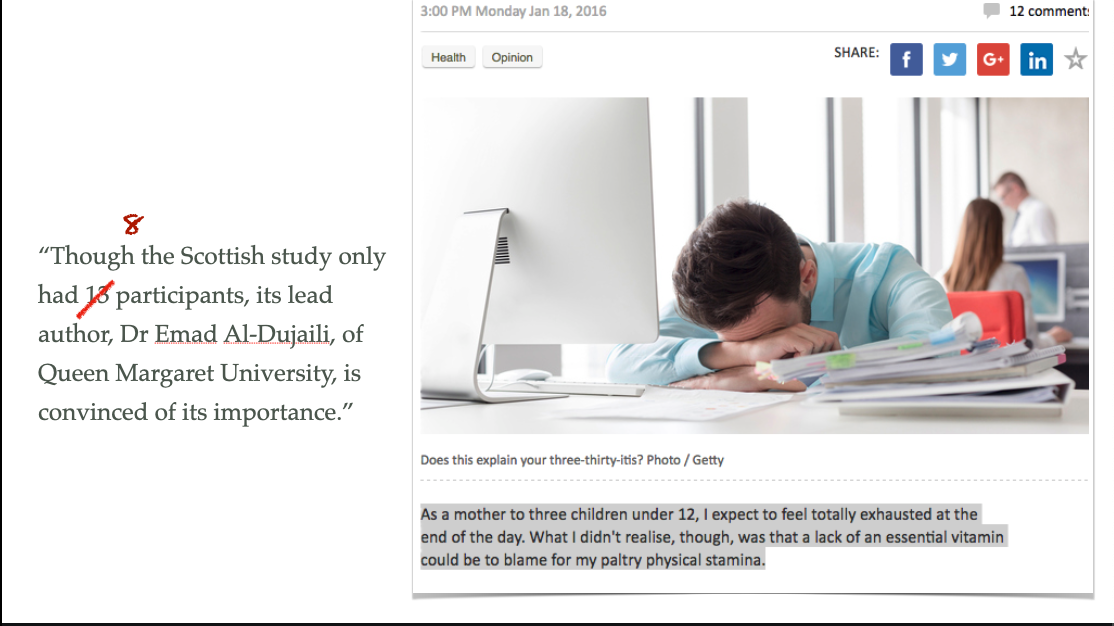 8
“Though the Scottish study only
had 13 participants, its lead
author, Dr Emad Al-Dujaili, of
Queen Margaret University, is
convinced of its importance.”
3:00 PM Monday Jan 18, 2016
12 comments
Health
Opinion
SHARE:
f
G+
in
Does this explain your three-thirty-itis? Photo / Getty
As a mother to three children under 12, I expect to feel totally exhausted at the
end of the day. What I didn't realise, though, was that a lack of an essential vitamin
could be to blame for my paltry physical stamina.